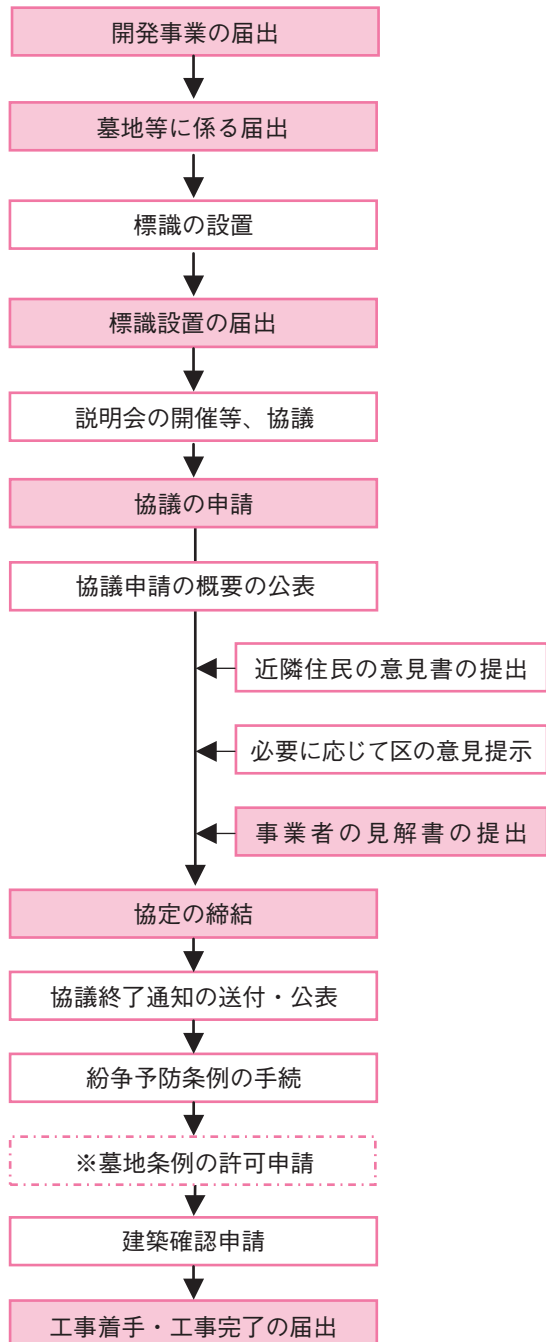 開発事業の届出
墓地等に係る届出
標識の設置
標識設置の届出
説明会の開催等、協議
協議の申請
協議申請の概要の公表
近隣住民の意見書の提出
必要に応じて区の意見提示
事業者の見解書の提出
協定の締結
協議終了通知の送付・公表
紛争予防条例の手続
※墓地条例の許可申請
建築確認申請
工事着手・工事完了の届出